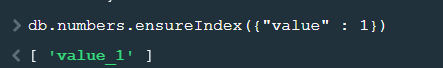 > db.numbers.ensureIndex({"value" : 1})
< [ 'value_1' ]